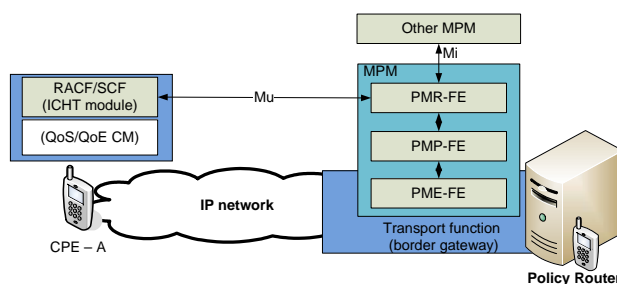 Other MPM
Mi
MPM
RACF/SCF
(ICHT module)
Mu
PMR-FE
(QoS/QoE CM)
PMP-FE
PME-FE
IP network
CPE – A
Transport function
(border gateway)
Policy Router